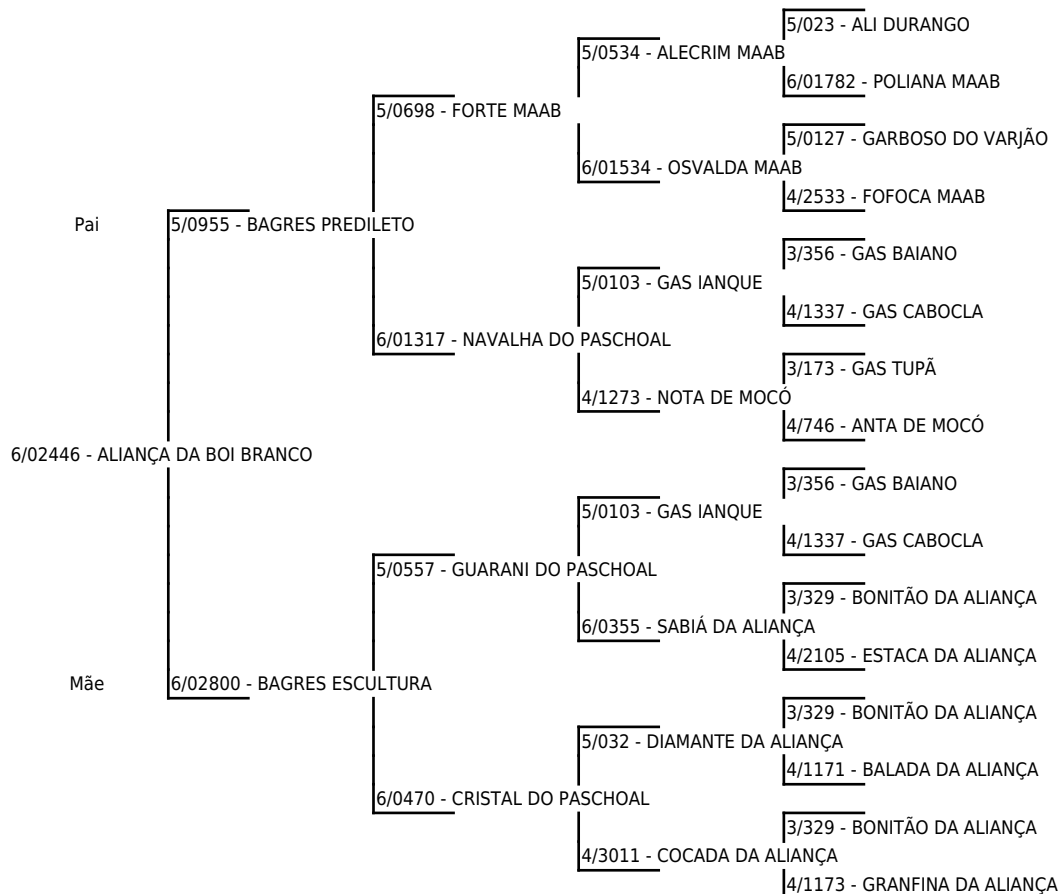 5/023 - ALI DURANGO
5/0534 - ALECRIM MAAB
6/01782 - POLIANA MAAB
5/0698 - FORTE MAAB
5/0127 - GARBOSO DO VARJÃO
6/01534 - OSVALDA MAAB
4/2533 - FOFOCA MAAB
Pai
5/0955 - BAGRES PREDILETO
3/356 - GAS BAIANO
5/0103 - GAS IANQUE
4/1337 - GAS CABOCLA
6/01317 - NAVALHA DO PASCHOAL
3/173 - GAS TUPÃ
4/1273 - NOTA DE MOCÓ
4/746 - ANTA DE MOCÓ
6/02446 - ALIANÇA DA BOI BRANCO
3/356 - GAS BAIANO
5/0103 - GAS IANQUE
4/1337 - GAS CABOCLA
5/0557 - GUARANI DO PASCHOAL
3/329 - BONITÃO DA ALIANÇA
6/0355 - SABIÁ DA ALIANÇA
4/2105 - ESTACA DA ALIANÇA
Mãe
6/02800 - BAGRES ESCULTURA
3/329 - BONITÃO DA ALIANÇA
5/032 - DIAMANTE DA ALIANÇA
4/1171 - BALADA DA ALIANÇA
6/0470 - CRISTAL DO PASCHOAL
3/329 - BONITÃO DA ALIANÇA
4/3011 - COCADA DA ALIANÇA
4/1173 - GRANFINA DA ALIANÇA